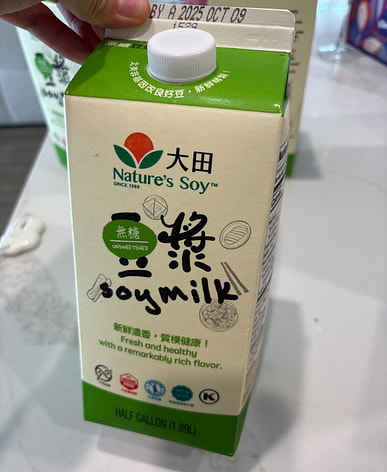 BY A 2025 OCT 09
大田
Nature's Soy™
SINCE 1989
豆漿
無糖
UNSWEETENED
soymilk
新鮮濃香，質樸健康！
Fresh and healthy
with a remarkably rich flavor.
K
HALF GALLON (1.89L)